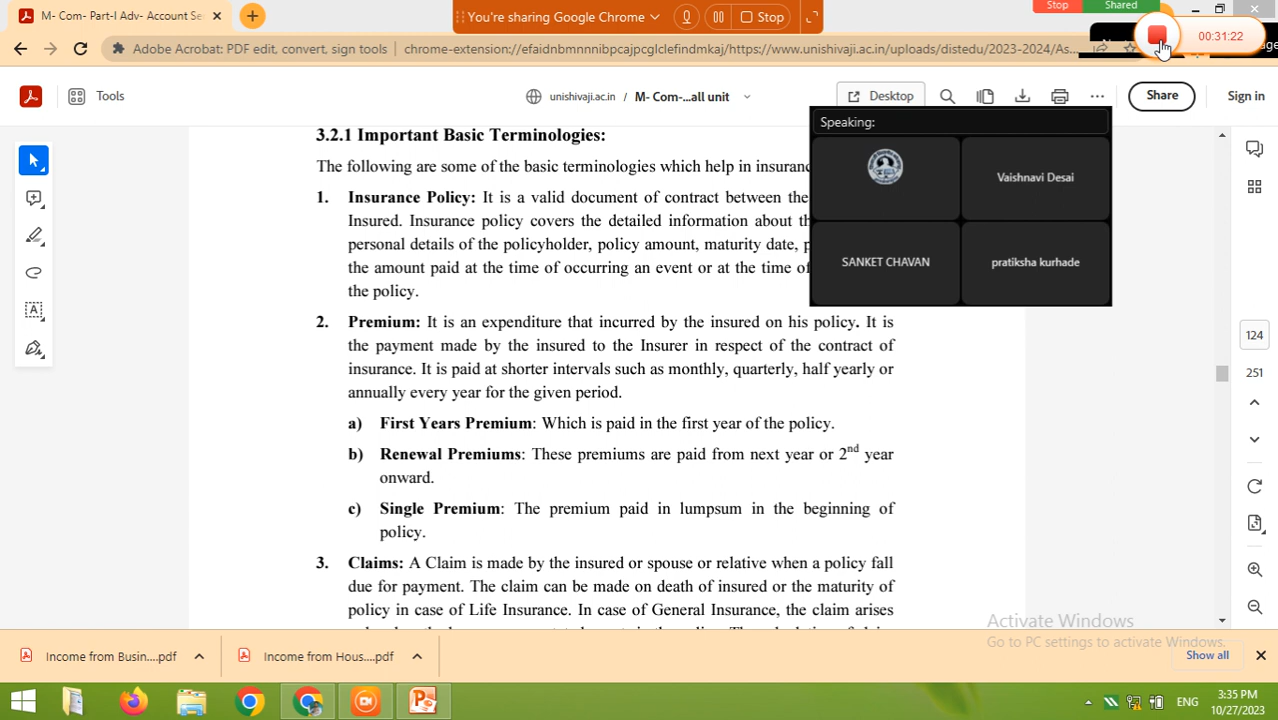 M- Com- Part-I Adv- Account Se
You're sharing Google Chrome
Stop
Stop
Shared
00:31:22
Adobe Acrobat: PDF edit, convert, sign tools
chrome-extension://efaidnbmnnnibpcajpcglclefindmkaj/https://www.unishivaji.ac.in/uploads/distedu/2023-2024/As...
Tools
unishivaji.ac.in / M- Com-...all unit
Desktop
Share
Sign in
Speaking:
Vaishnavi Desai
SANKET CHAVAN
pratiksha kurhade
3.2.1 Important Basic Terminologies:
The following are some of the basic terminologies which help in insuranc
1. Insurance Policy: It is a valid document of contract between the
Insured. Insurance policy covers the detailed information about th
personal details of the policyholder, policy amount, maturity date, p
the amount paid at the time of occurring an event or at the time of
the policy.
2. Premium: It is an expenditure that incurred by the insured on his policy. It is
the payment made by the insured to the Insurer in respect of the contract of
insurance. It is paid at shorter intervals such as monthly, quarterly, half yearly or
annually every year for the given period.
a) First Years Premium: Which is paid in the first year of the policy.
b) Renewal Premiums: These premiums are paid from next year or 2nd year
onward.
c) Single Premium: The premium paid in lumpsum in the beginning of
policy.
3. Claims: A Claim is made by the insured or spouse or relative when a policy fall
due for payment. The claim can be made on death of insured or the maturity of
policy in case of Life Insurance. In case of General Insurance, the claim arises
124
251
Activate Windows
Go to PC settings to activate Windows.
Income from Busin....pdf
Income from Hous....pdf
Show all
ENG
3:35 PM
10/27/2023